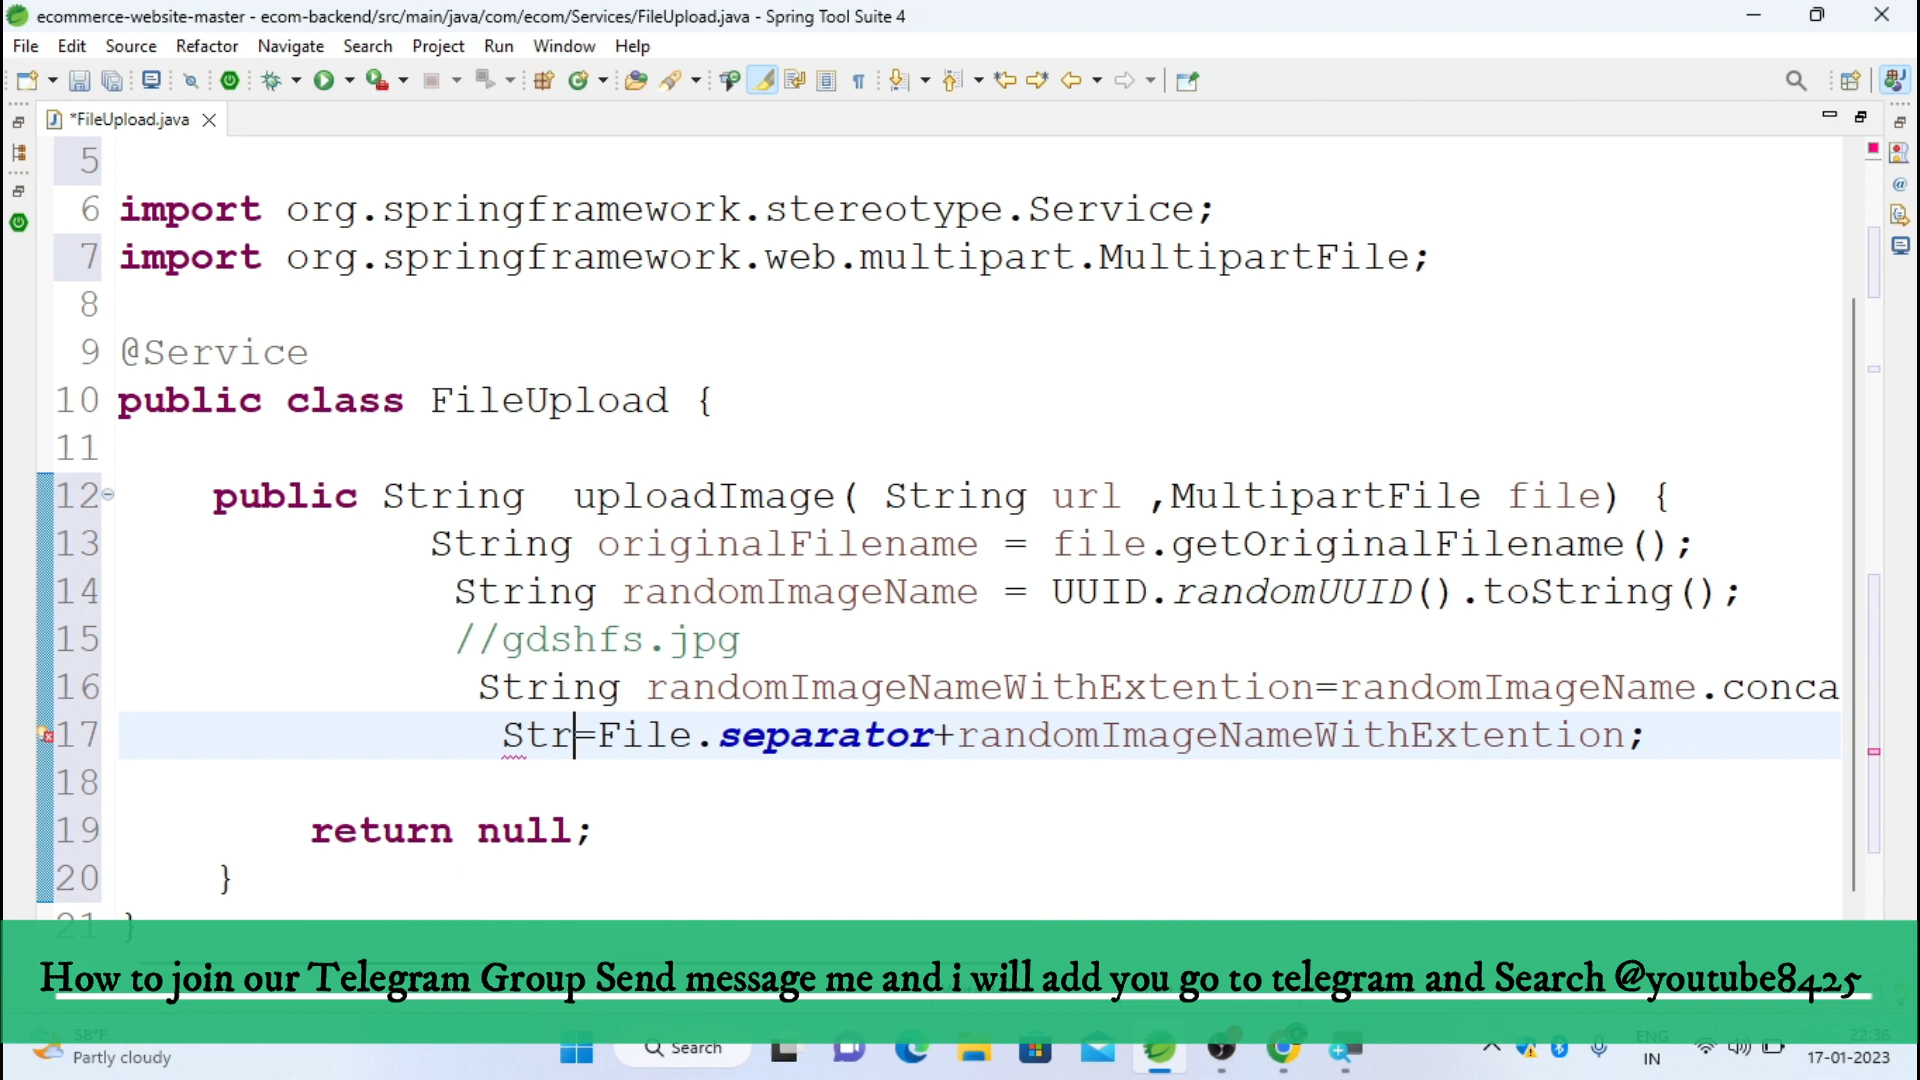 ecommerce-website-master - ecom-backend/src/main/java/com/ecom/Services/FileUpload.java - Spring Tool Suite 4
File Edit Source Refactor Navigate Search Project Run Window Help
*FileUpload.java
5
6 import org.springframework.stereotype.Service;
7 import org.springframework.web.multipart.MultipartFile;
8
9 @Service
10 public class FileUpload {
11
12 public String uploadImage( String url ,MultipartFile file) {
13 String originalFilename = file.getOriginalFilename();
14 String randomImageName = UUID.randomUUID().toString();
15 //gdshfs.jpg
16 String randomImageNameWithExtention=randomImageName.conca
17 Str=File.separator+randomImageNameWithExtention;
18
19 return null;
20 }
21 }
How to join our Telegram Group Send message me and i will add you go to telegram and Search @youtube8425
58°F
Partly cloudy
Search
ENG
IN
22:36
17-01-2023